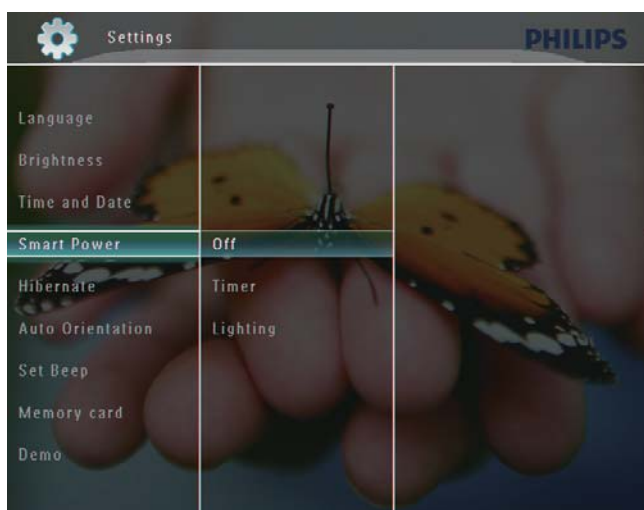 Settings
PHILIPS
Language
Brightness
Time and Date
Smart Power
Off
Hibernate
Timer
Auto Orientation
Lighting
Set Beep
Memory card
Demo